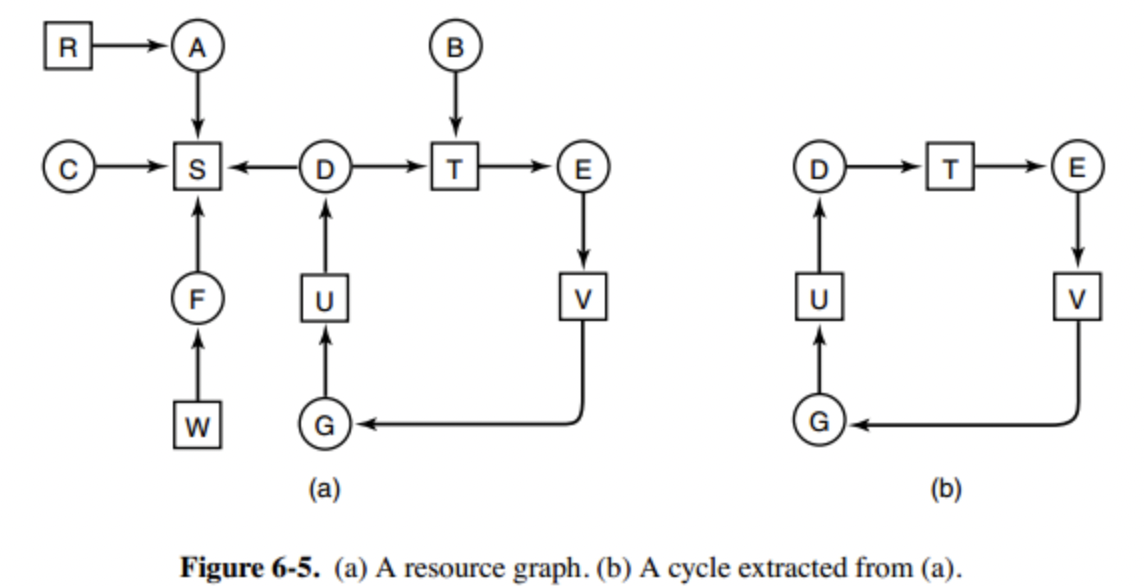 R A B
C S D T E D T E
F U V U V
W G G
(a) (b)
Figure 6-5. (a) A resource graph. (b) A cycle extracted from (a).